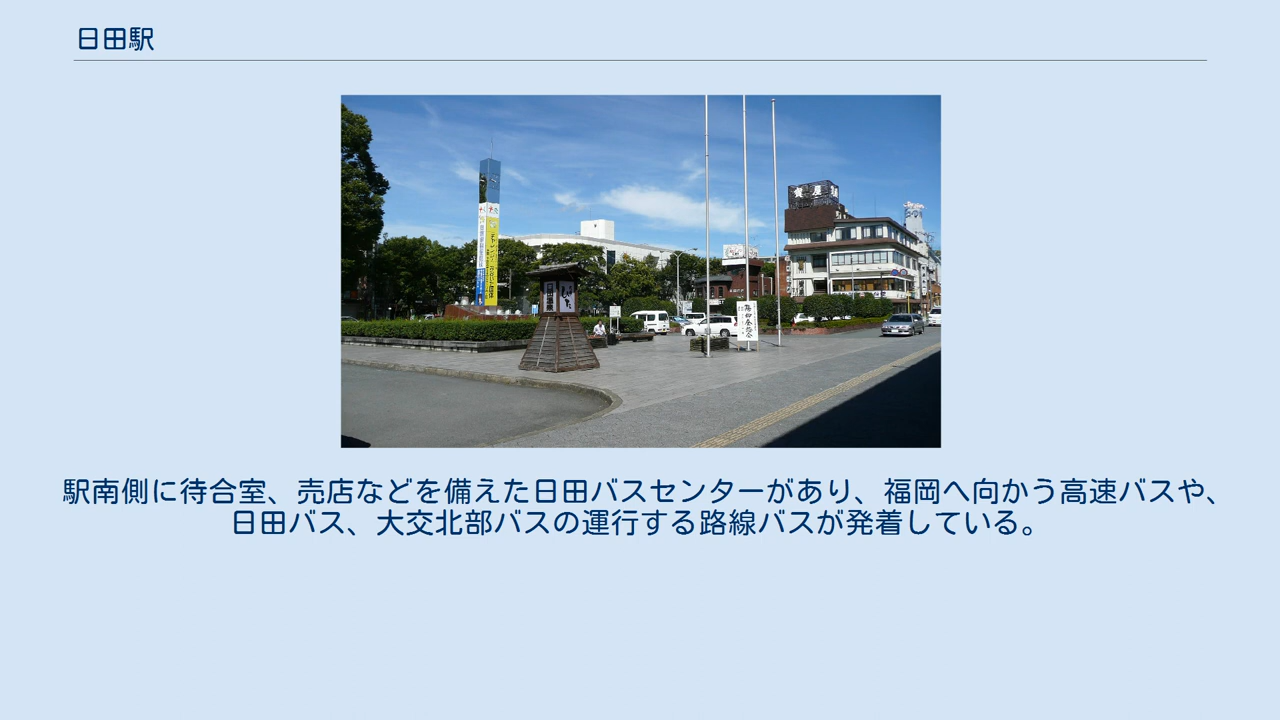 日田駅
駅南側に待合室、売店などを備えた日田バスセンターがあり、福岡へ向かう高速バスや、
日田バス、大交北部バスの運行する路線バスが発着している。